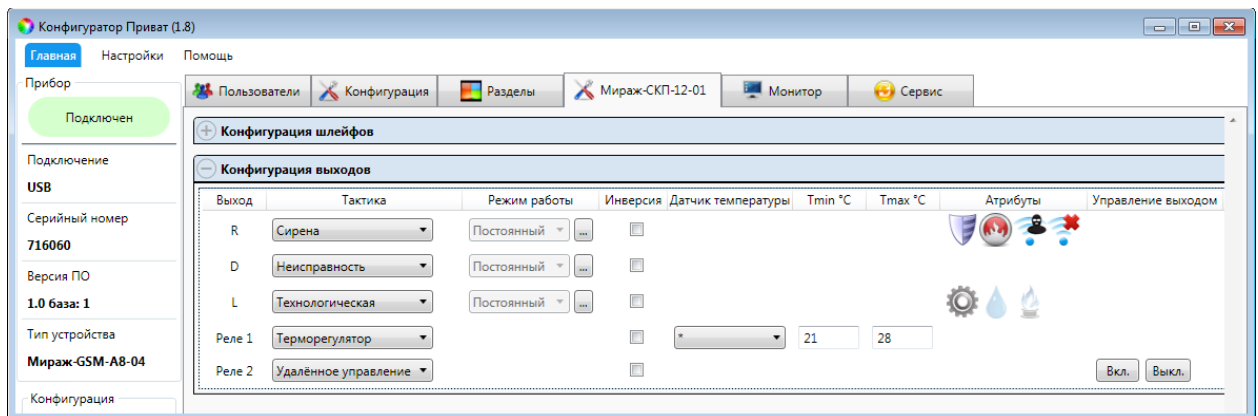 Конфигуратор Приват (1.8)
Главная Настройки Помощь
Прибор
Подключен
Подключение
USB
Серийный номер
716060
Версия ПО
1.0 база: 1
Тип устройства
Мираж-GSM-A8-04
Конфигурация
Пользователи Конфигурация Разделы Мираж-СКП-12-01 Монитор Сервис
Конфигурация шлейфов
Конфигурация выходов
Выход Тактика Режим работы Инверсия Датчик температуры Tmin °C Tmax °C Атрибуты Управление выходом
R Сирена Постоянный ...
D Неисправность Постоянный ...
L Технологическая Постоянный ...
Реле 1 Терморегулятор * 21 28
Реле 2 Удалённое управление Вкл. Выкл.